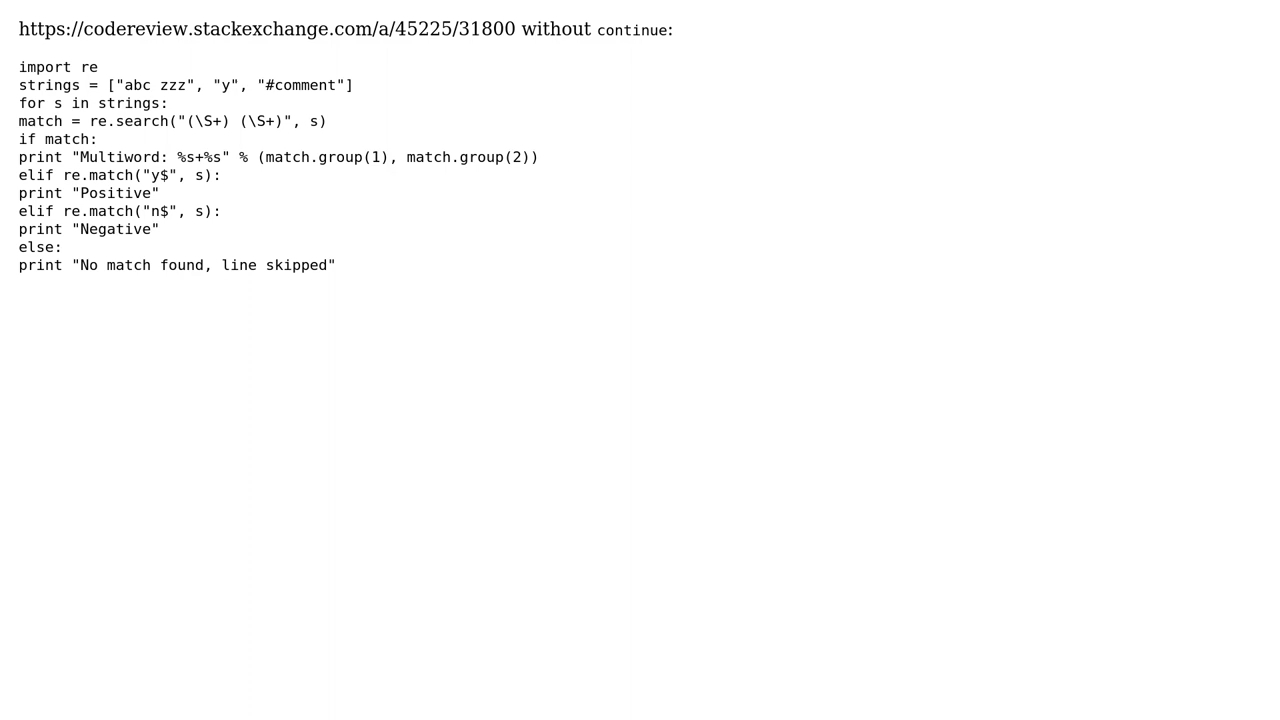 https://codereview.stackexchange.com/a/45225/31800 without continue:
import re
strings = ["abc zzz", "y", "#comment"]
for s in strings:
match = re.search("(\S+) (\S+)", s)
if match:
print "Multiword: %s+%s" % (match.group(1), match.group(2))
elif re.match("y$", s):
print "Positive"
elif re.match("n$", s):
print "Negative"
else:
print "No match found, line skipped"